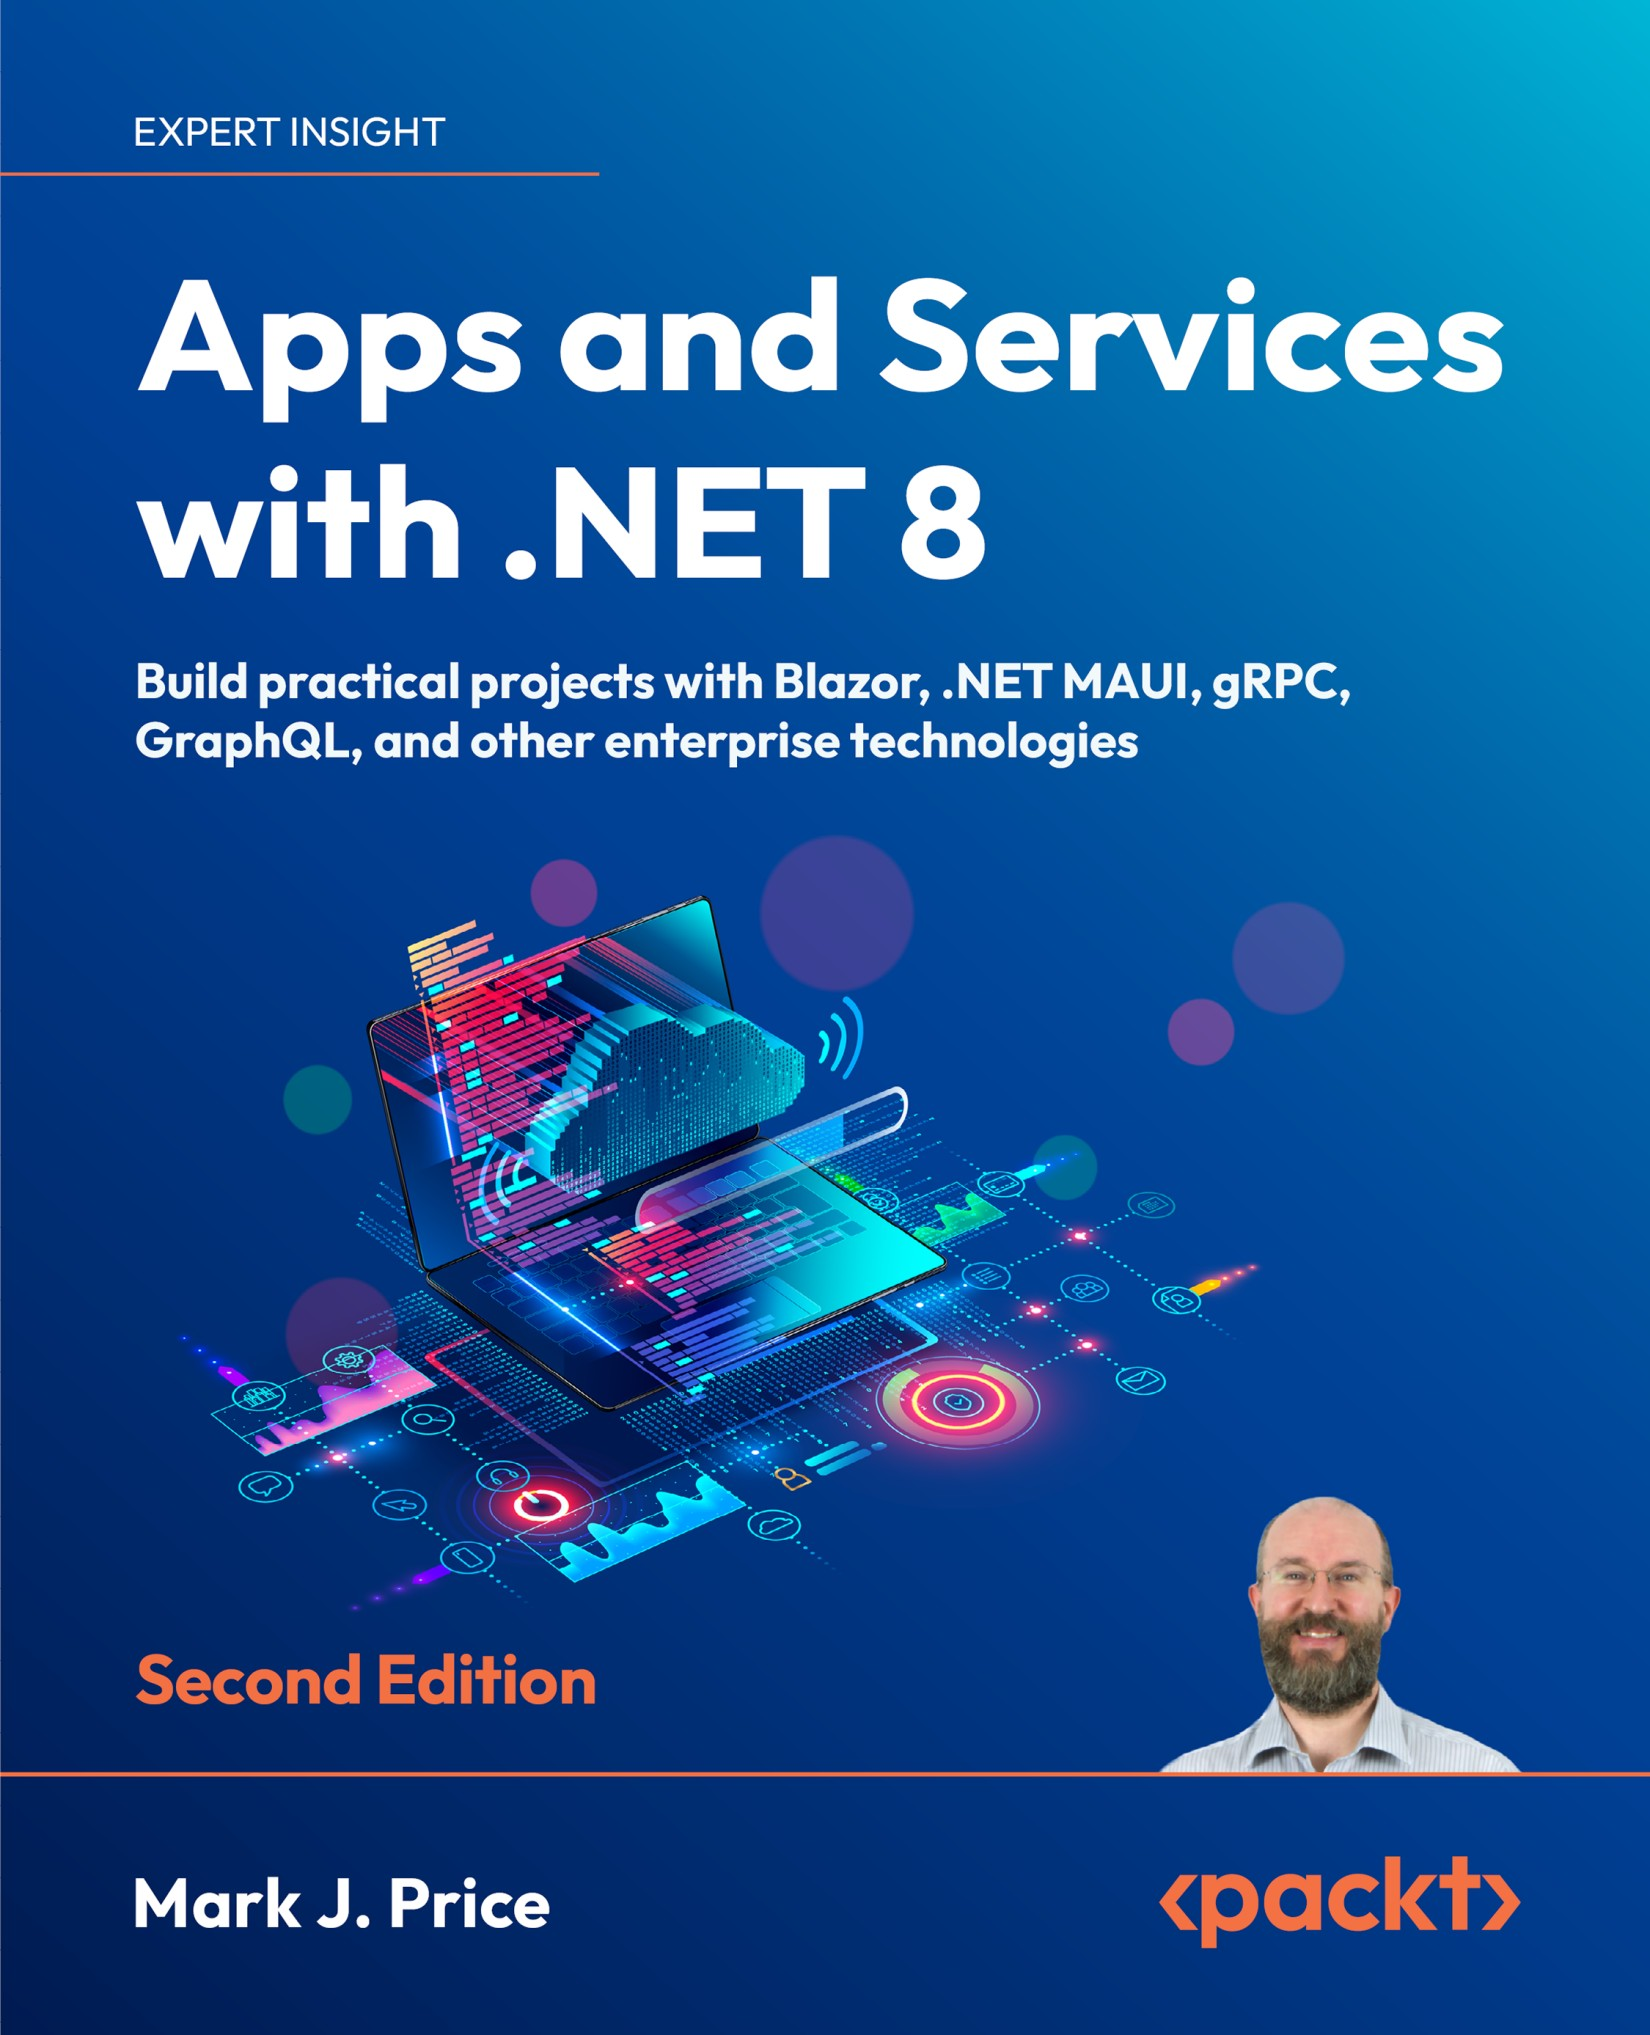 EXPERT INSIGHT
Apps and Services
with .NET 8
Build practical projects with Blazor, .NET MAUI, gRPC,
GraphQL, and other enterprise technologies
Second Edition
Mark J. Price
<packt>